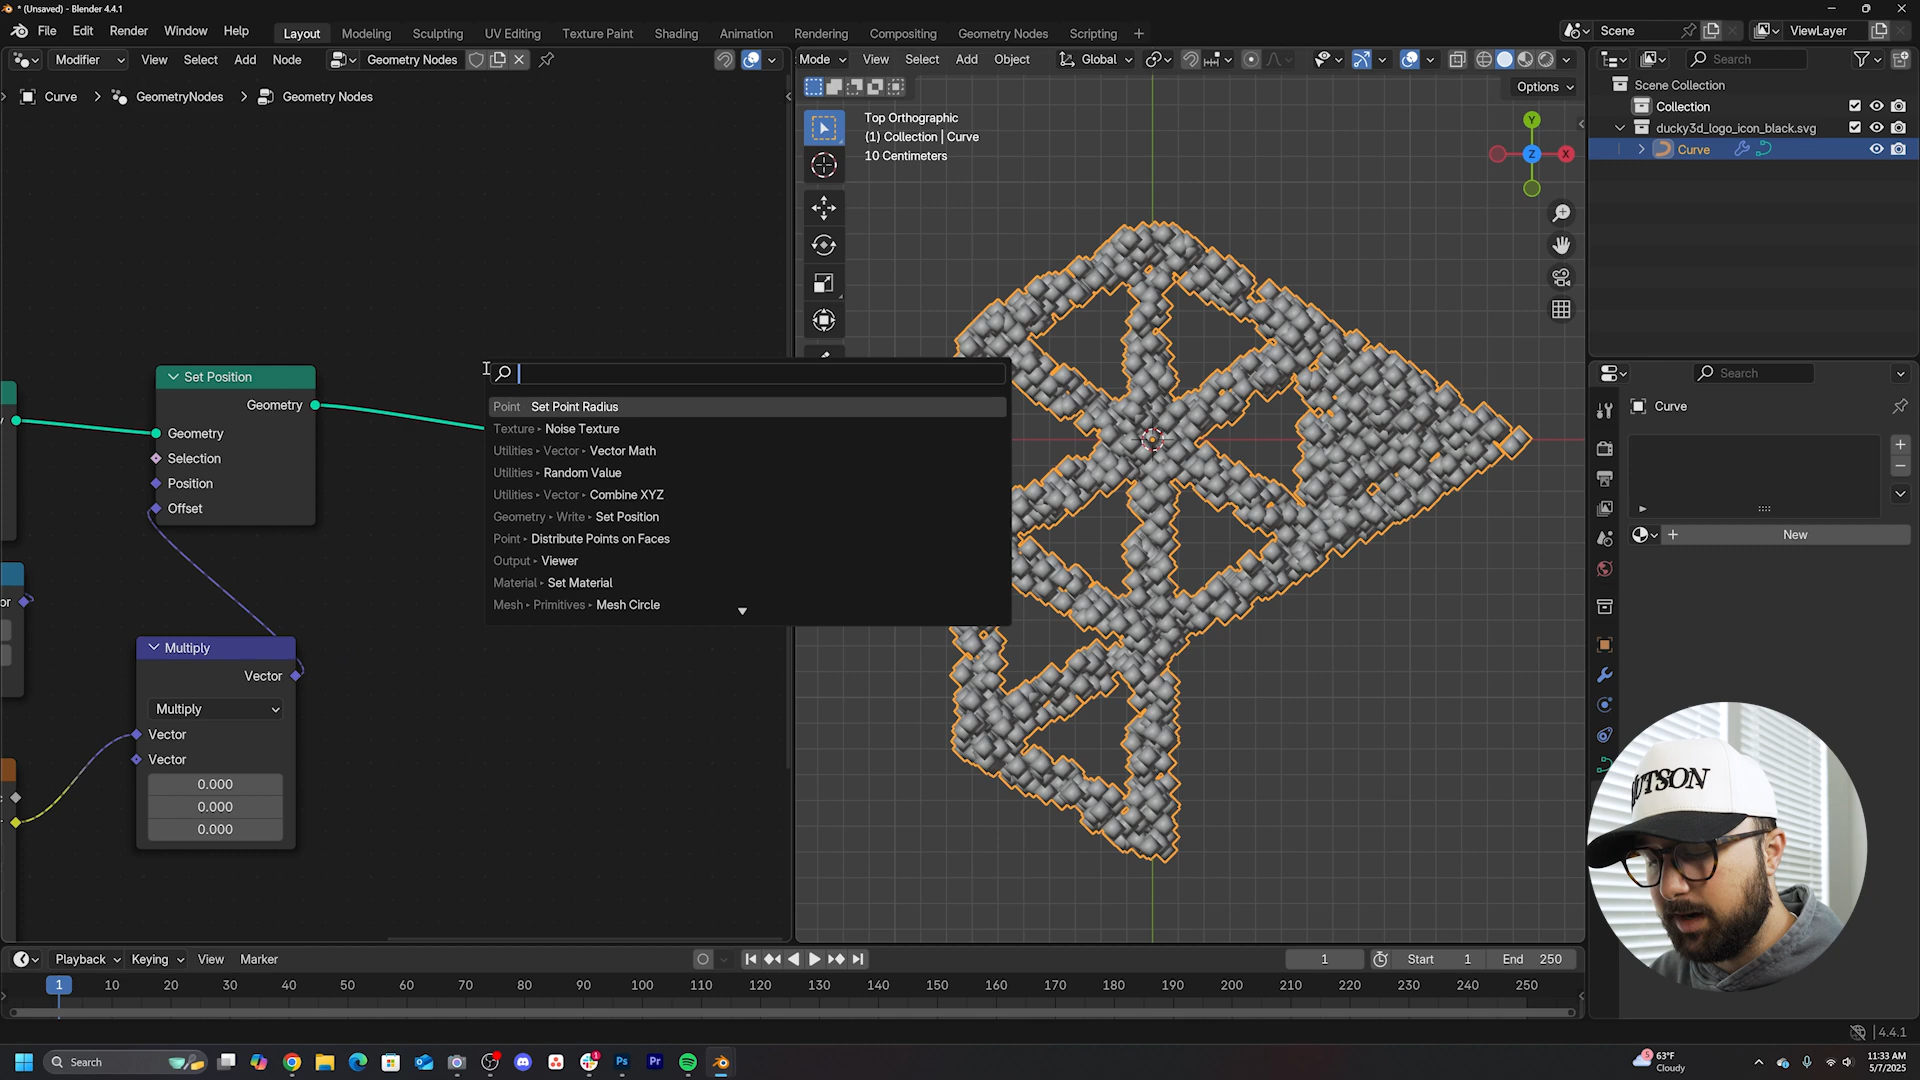 * (Unsaved) - Blender 4.4.1
File Edit Render Window Help
Layout Modeling Sculpting UV Editing Texture Paint Shading Animation Rendering Compositing Geometry Nodes Scripting +
Scene
ViewLayer
Modifier View Select Add Node
Geometry Nodes
Mode View Select Add Object
Global
Search
Curve > GeometryNodes > Geometry Nodes
Options
Top Orthographic
(1) Collection | Curve
10 Centimeters
Y
Z
X
Scene Collection
Collection
ducky3d_logo_icon_black.svg
Curve
Search
Curve
New
Set Position
Geometry
Geometry
Selection
Position
Offset
Multiply
Vector
Multiply
Vector
Vector
0.000
0.000
0.000
or
Point Set Point Radius
Texture ▸ Noise Texture
Utilities ▸ Vector ▸ Vector Math
Utilities ▸ Random Value
Utilities ▸ Vector ▸ Combine XYZ
Geometry ▸ Write ▸ Set Position
Point ▸ Distribute Points on Faces
Output ▸ Viewer
Material ▸ Set Material
Mesh ▸ Primitives ▸ Mesh Circle
UTSON
Playback Keying View Marker
1
Start 1
End 250
1 10 20 30 40 50 60 70 80 90 100 110 120 130 140 150 160 170 180 190 200 210 220 230 240 250
4.4.1
Search
Ps
Pr
5
63°F
Cloudy
11:33 AM
5/7/2025